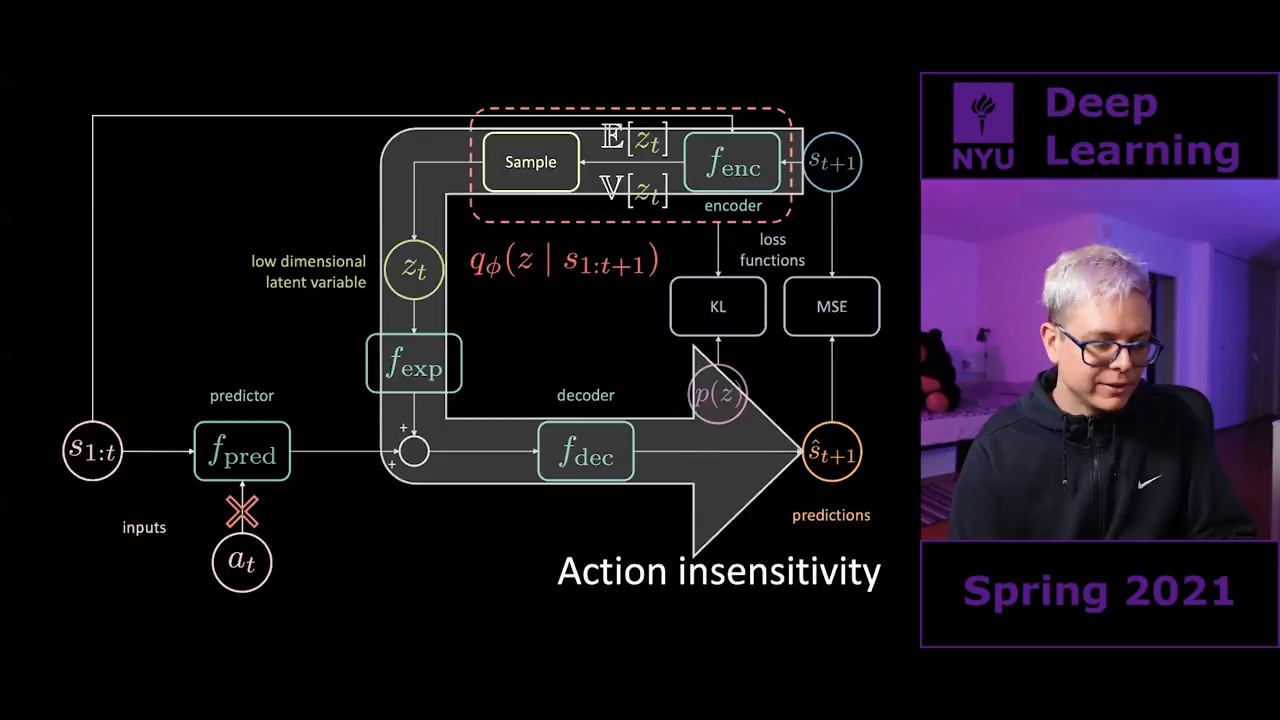 Sample
𝔼[z_t]
𝕍[z_t]
f_enc
encoder
s_{t+1}
low dimensional
latent variable
z_t
q_ϕ(z | s_{1:t+1})
loss
functions
KL
MSE
f_exp
p(z)
predictor
decoder
s_{1:t}
f_pred
+
+
f_dec
ŝ_{t+1}
inputs
a_t
predictions
Action insensitivity
NYU
Deep
Learning
Spring 2021